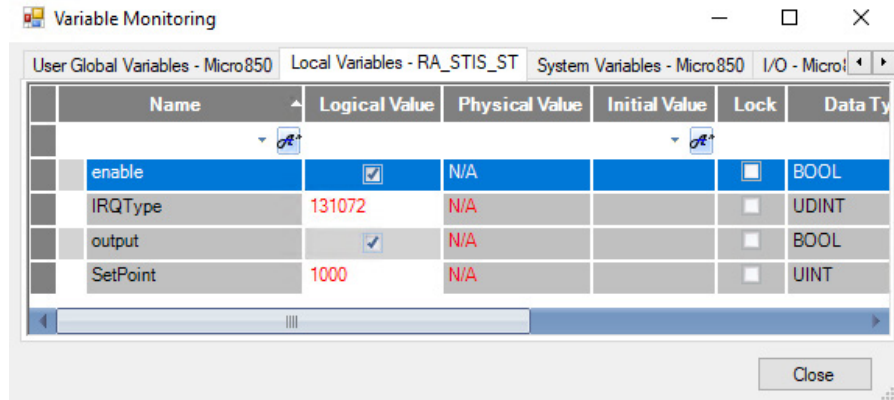 Variable Monitoring
User Global Variables - Micro850 Local Variables - RA_STIS_ST System Variables - Micro850 I/O - Micro
Name Logical Value Physical Value Initial Value Lock Data Ty
enable N/A BOOL
IRQType 131072 N/A UDINT
output N/A BOOL
SetPoint 1000 N/A UINT
Close